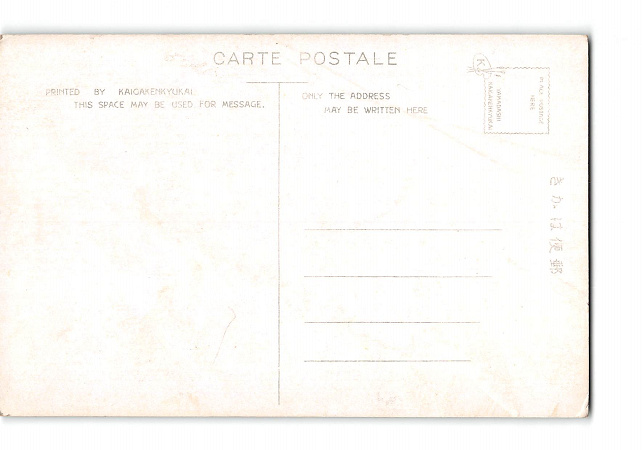 CARTE POSTALE
PRINTED BY KAIGAKENKYUKAI.
THIS SPACE MAY BE USED FOR MESSAGE.
ONLY THE ADDRESS
MAY BE WRITTEN HERE
K
HERE
郵便はかき